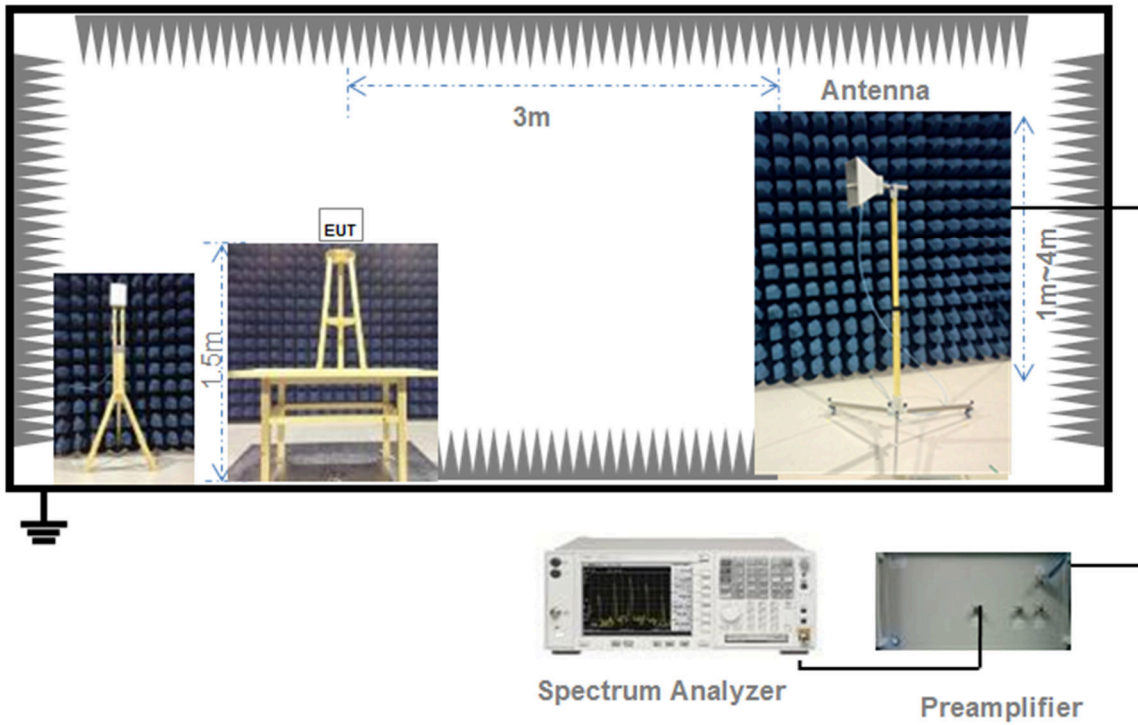 Antenna
3m
EUT
1.5m
1m~4m
Spectrum Analyzer
Preamplifier